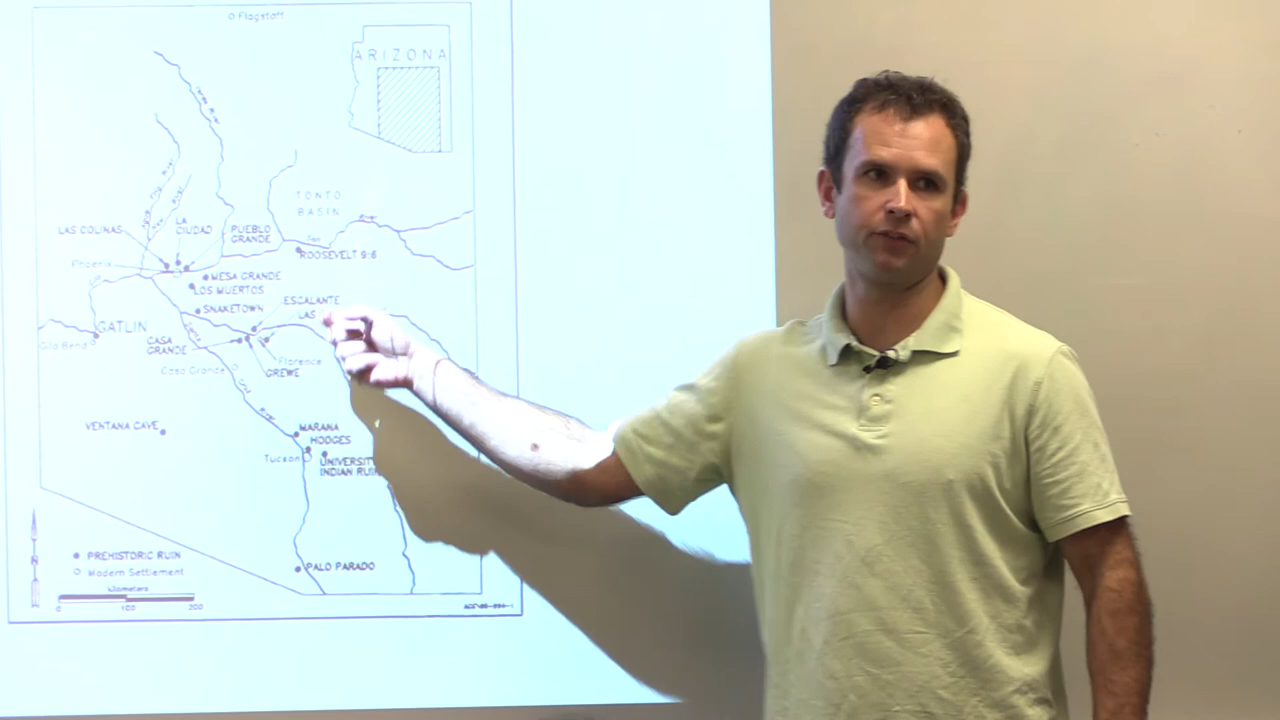 Flagstaff
ARIZONA
TONTO
BASIN
LAS COLINAS
LA
CIUDAD
PUEBLO
GRANDE
Phoenix
ROOSEVELT 9:6
MESA GRANDE
LOS MUERTOS
ESCALANTE
SNAKETOWN
LAS
GATLIN
Gila Bend
CASA
GRANDE
Florence
Casa Grande
GREWE
VENTANA CAVE
MARANA
HODGES
Tucson
UNIVERSITY
INDIAN RUIN
PREHISTORIC RUIN
Modern Settlement
PALO PARADO
kilometers
0 100 200